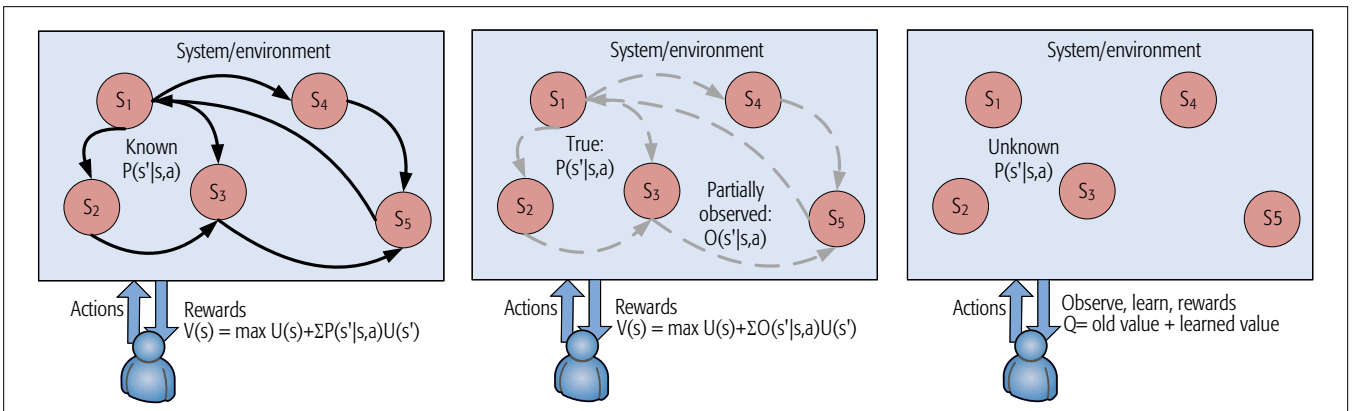 System/environment
S1
S4
Known
P(s'|s,a)
S3
S2
S5
Actions
Rewards
V(s) = max U(s)+ΣP(s'|s,a)U(s')
System/environment
S1
S4
True:
P(s'|s,a)
S3
S2
Partially
observed:
O(s'|s,a)
S5
Actions
Rewards
V(s) = max U(s)+ΣO(s'|s,a)U(s')
System/environment
S1
S4
Unknown
P(s'|s,a)
S3
S2
S5
Actions
Observe, learn, rewards
Q= old value + learned value